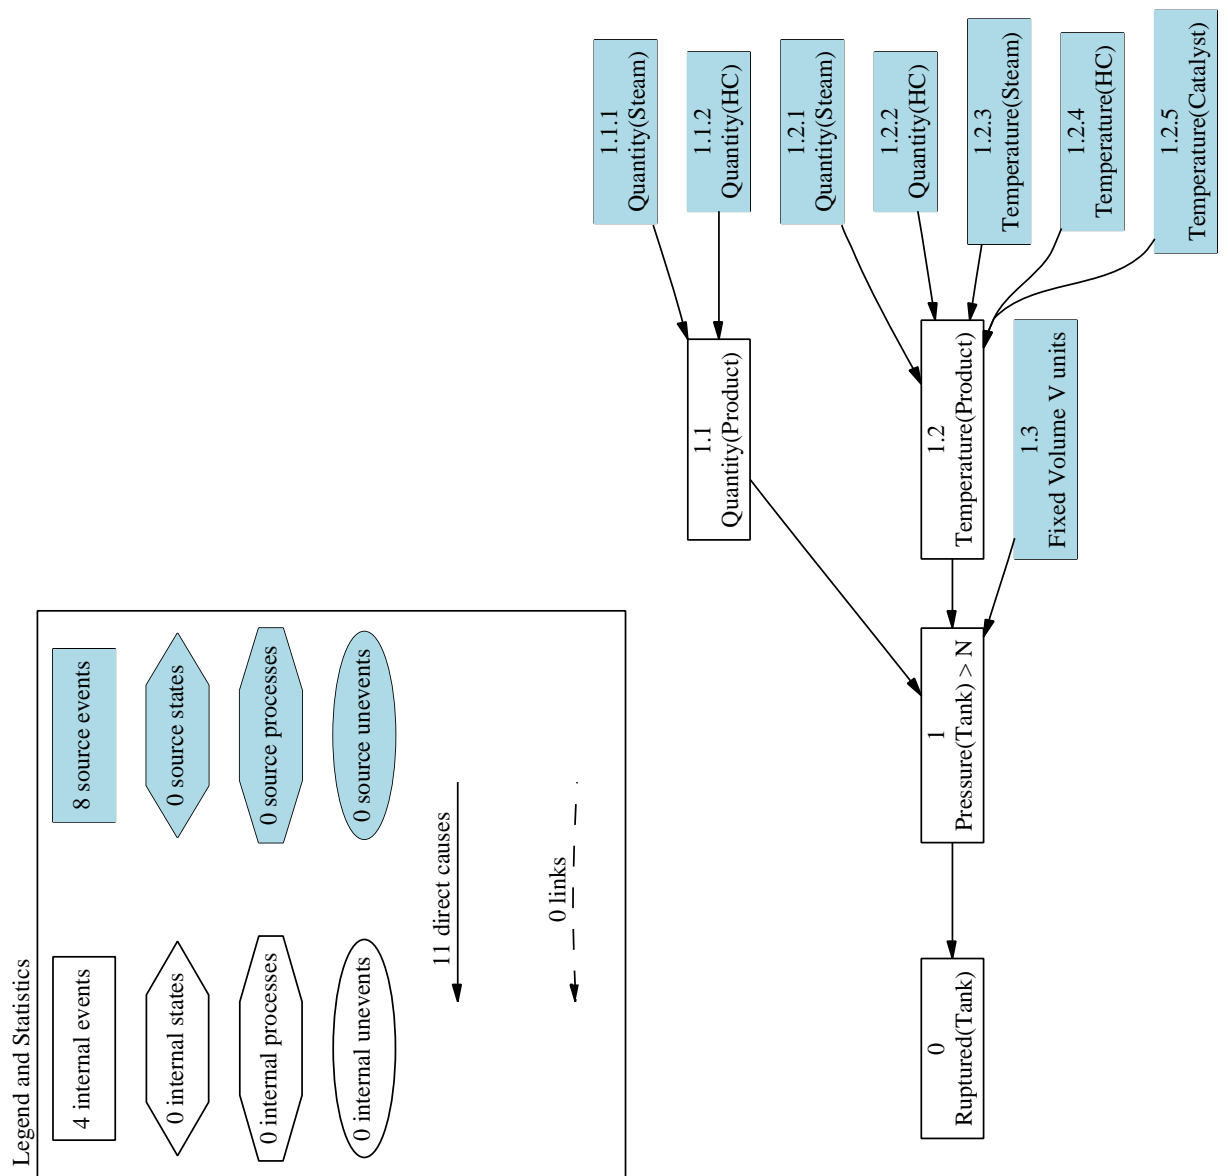 Legend and Statistics
4 internal events
8 source events
0 internal states
0 source states
0 internal processes
0 source processes
0 internal unevents
0 source unevents
11 direct causes
0 links
1.1.1
Quantity(Steam)
1.1.2
Quantity(HC)
1.1
Quantity(Product)
1.2.1
Quantity(Steam)
1.2.2
Quantity(HC)
0
Ruptured(Tank)
1
Pressure(Tank) > N
1.2
Temperature(Product)
1.2.3
Temperature(Steam)
1.3
Fixed Volume V units
1.2.4
Temperature(HC)
1.2.5
Temperature(Catalyst)